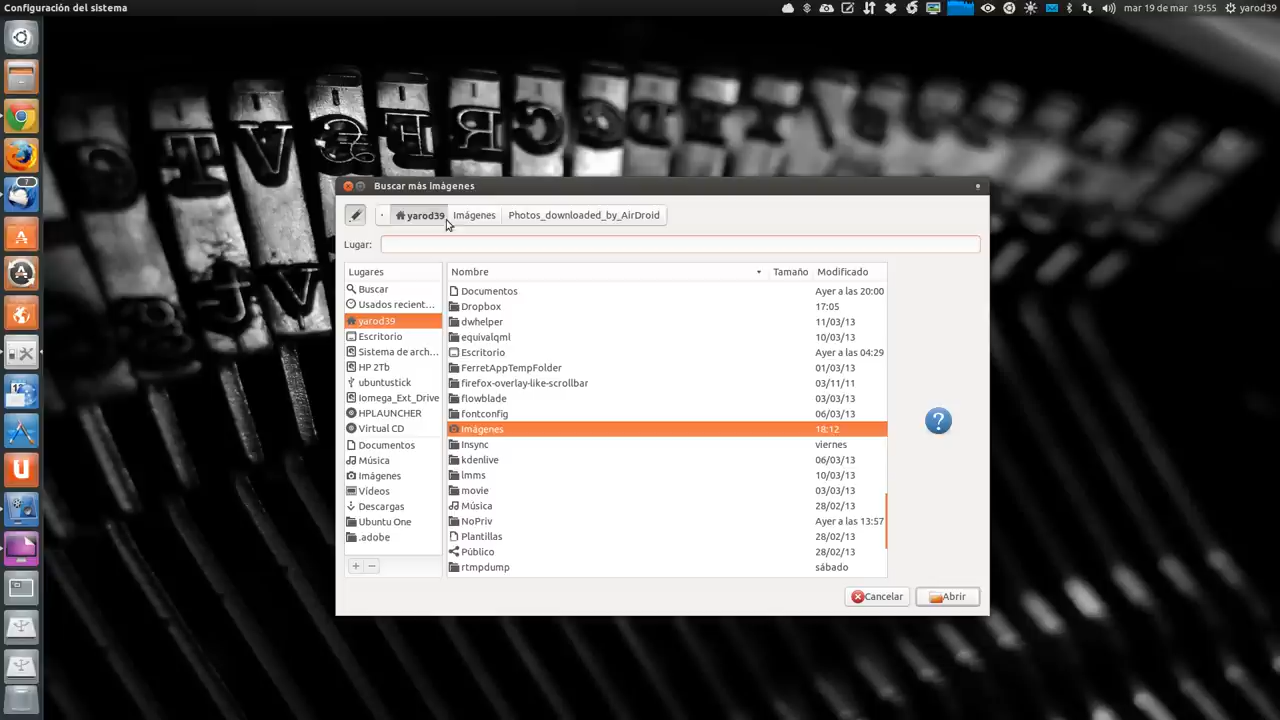 Configuración del sistema
mar 19 de mar 19:55 yarod39
Buscar más imágenes
yarod39 Imágenes Photos_downloaded_by_AirDroid
Lugar:
Lugares
Buscar
Usados recient...
yarod39
Escritorio
Sistema de arch...
HP 2Tb
ubuntustick
Iomega_Ext_Drive
HPLAUNCHER
Virtual CD
Documentos
Música
Imágenes
Vídeos
Descargas
Ubuntu One
.adobe
Nombre Tamaño Modificado
Documentos Ayer a las 20:00
Dropbox 17:05
dwhelper 11/03/13
equivalqml 10/03/13
Escritorio Ayer a las 04:29
FerretAppTempFolder 01/03/13
firefox-overlay-like-scrollbar 03/11/11
flowblade 03/03/13
fontconfig 06/03/13
Imágenes 18:12
Insync viernes
kdenlive 06/03/13
lmms 10/03/13
movie 03/03/13
Música 28/02/13
NoPriv Ayer a las 13:57
Plantillas 28/02/13
Público 28/02/13
rtmpdump sábado
Cancelar Abrir